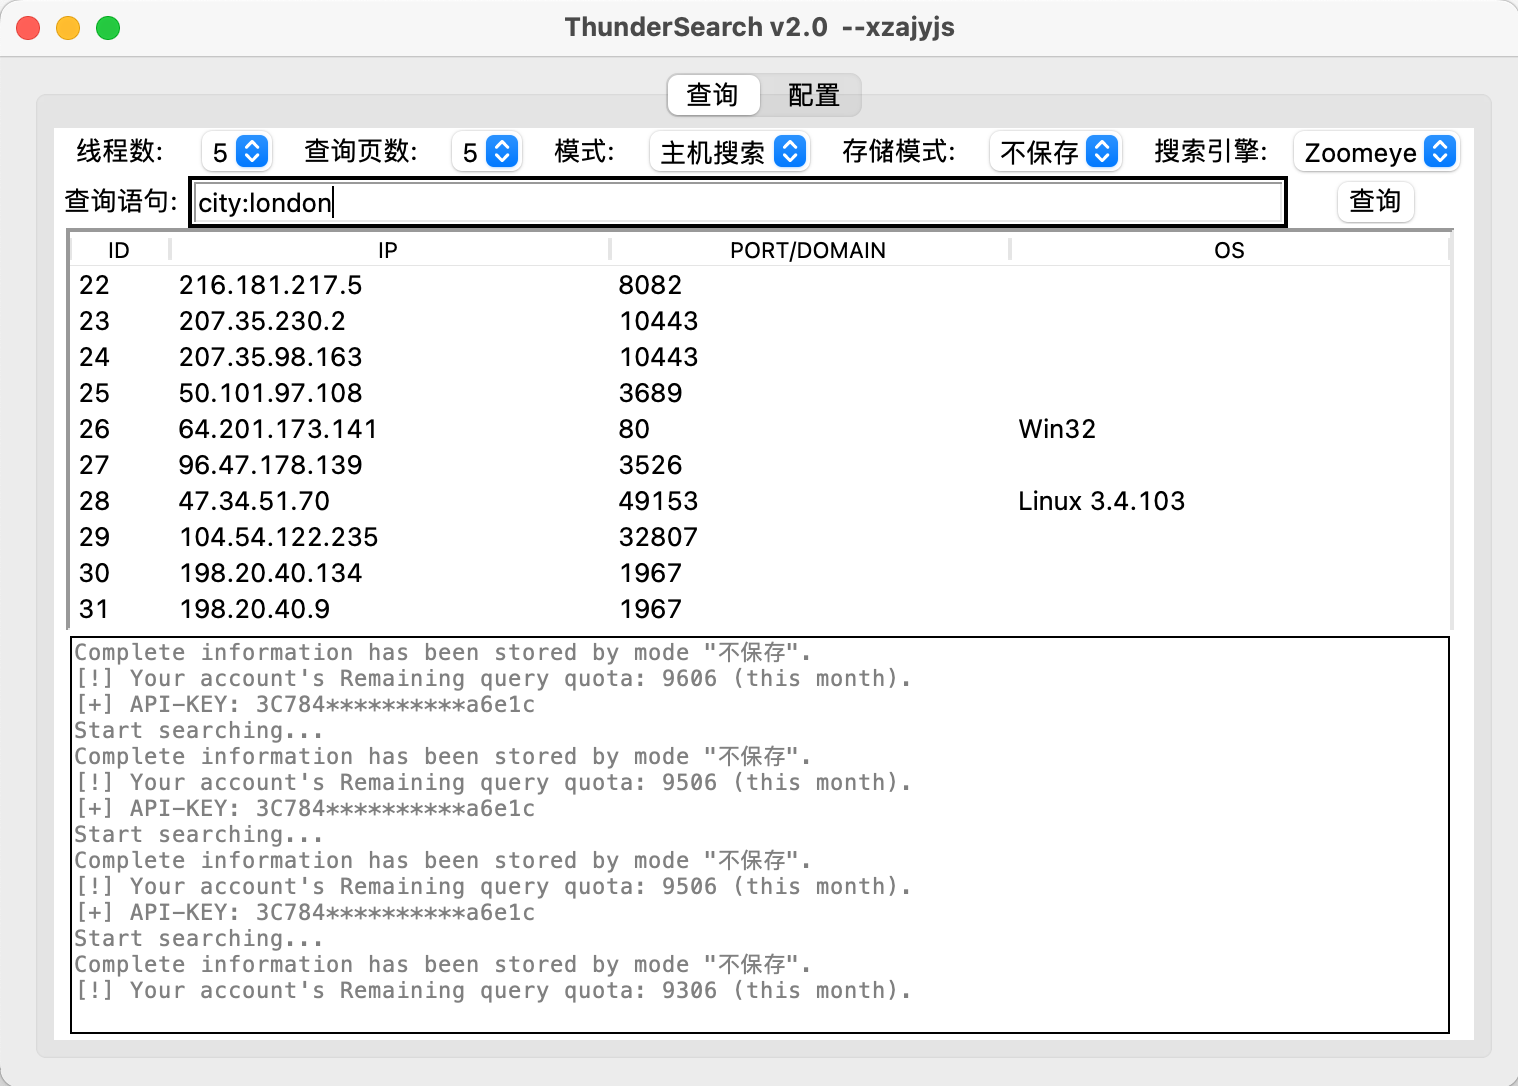 ThunderSearch v2.0 --xzajyjs
查询 配置
线程数: 5 查询页数: 5 模式: 主机搜索 存储模式: 不保存 搜索引擎: Zoomeye
查询语句: city:london 查询
ID IP PORT/DOMAIN OS
22 216.181.217.5 8082
23 207.35.230.2 10443
24 207.35.98.163 10443
25 50.101.97.108 3689
26 64.201.173.141 80 Win32
27 96.47.178.139 3526
28 47.34.51.70 49153 Linux 3.4.103
29 104.54.122.235 32807
30 198.20.40.134 1967
31 198.20.40.9 1967
Complete information has been stored by mode "不保存".
[!] Your account's Remaining query quota: 9606 (this month).
[+] API-KEY: 3C784**********a6e1c
Start searching...
Complete information has been stored by mode "不保存".
[!] Your account's Remaining query quota: 9506 (this month).
[+] API-KEY: 3C784**********a6e1c
Start searching...
Complete information has been stored by mode "不保存".
[!] Your account's Remaining query quota: 9506 (this month).
[+] API-KEY: 3C784**********a6e1c
Start searching...
Complete information has been stored by mode "不保存".
[!] Your account's Remaining query quota: 9306 (this month).